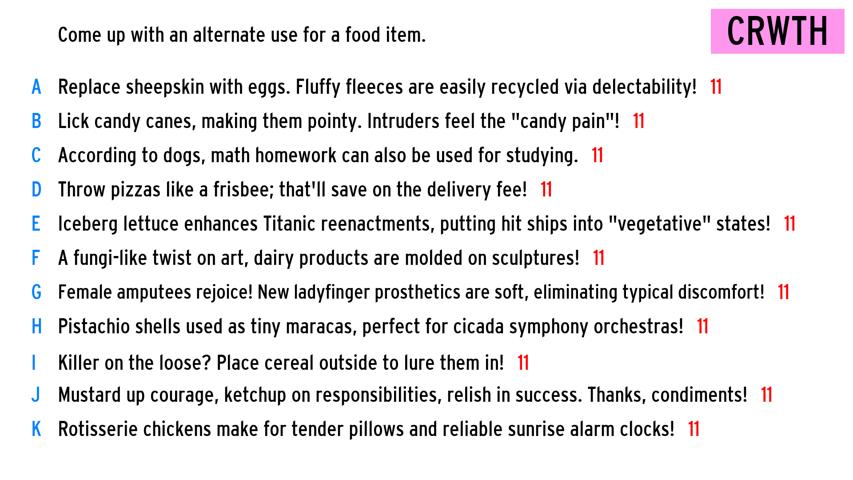 Come up with an alternate use for a food item.
CRWTH
A Replace sheepskin with eggs. Fluffy fleeces are easily recycled via delectability! 11
B Lick candy canes, making them pointy. Intruders feel the "candy pain"! 11
C According to dogs, math homework can also be used for studying. 11
D Throw pizzas like a frisbee; that'll save on the delivery fee! 11
E Iceberg lettuce enhances Titanic reenactments, putting hit ships into "vegetative" states! 11
F A fungi-like twist on art, dairy products are molded on sculptures! 11
G Female amputees rejoice! New ladyfinger prosthetics are soft, eliminating typical discomfort! 11
H Pistachio shells used as tiny maracas, perfect for cicada symphony orchestras! 11
I Killer on the loose? Place cereal outside to lure them in! 11
J Mustard up courage, ketchup on responsibilities, relish in success. Thanks, condiments! 11
K Rotisserie chickens make for tender pillows and reliable sunrise alarm clocks! 11